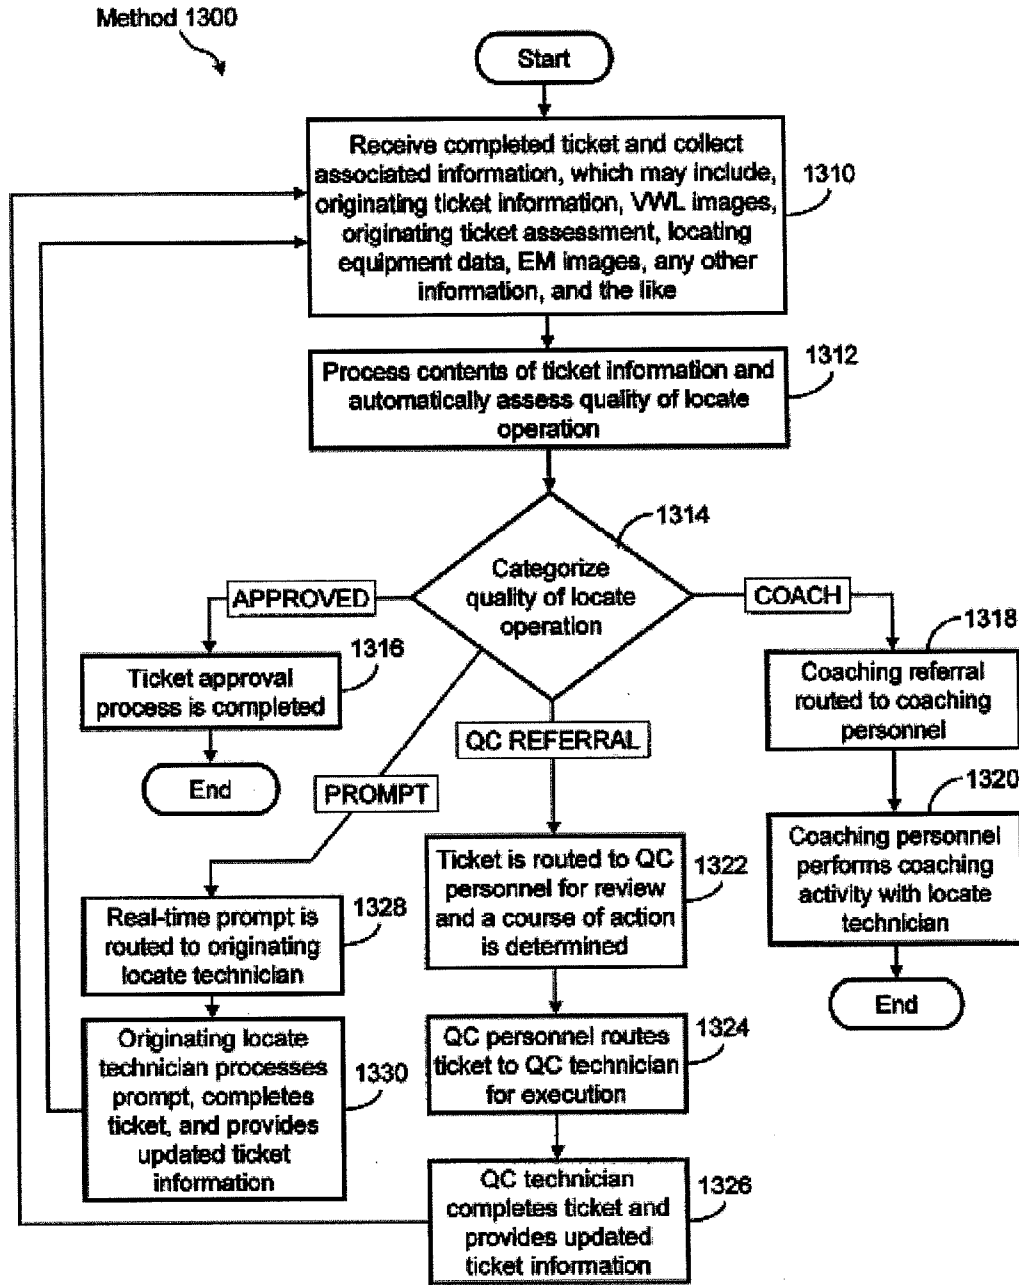 Method 1300
Start
Receive completed ticket and collect
associated information, which may include,
originating ticket information, VWL images,
originating ticket assessment, locating
equipment data, EM images, any other
information, and the like
1310
Process contents of ticket information and
automatically assess quality of locate
operation
1312
Categorize
quality of locate
operation
1314
APPROVED
COACH
1316
Ticket approval
process is completed
End
1318
Coaching referral
routed to coaching
personnel
QC REFERRAL
PROMPT
1320
Coaching personnel
performs coaching
activity with locate
technician
End
Ticket is routed to QC
personnel for review
and a course of action
is determined
1322
Real-time prompt is
routed to originating
locate technician
1328
QC personnel routes
ticket to QC technician
for execution
1324
Originating locate
technician processes
prompt, completes
ticket, and provides
updated ticket
information
1330
QC technician
completes ticket and
provides updated
ticket information
1326